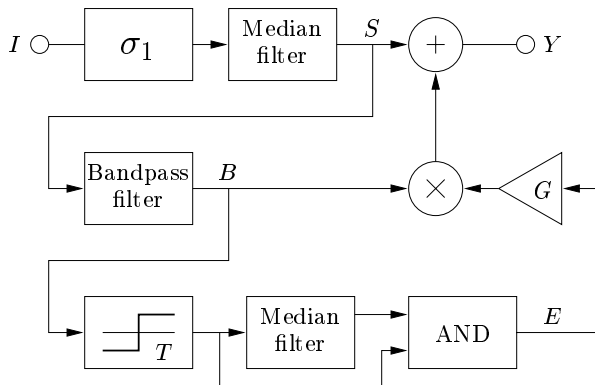 I
σ1
Median
filter
S
+
Y
Bandpass
filter
B
×
G
T
Median
filter
AND
E